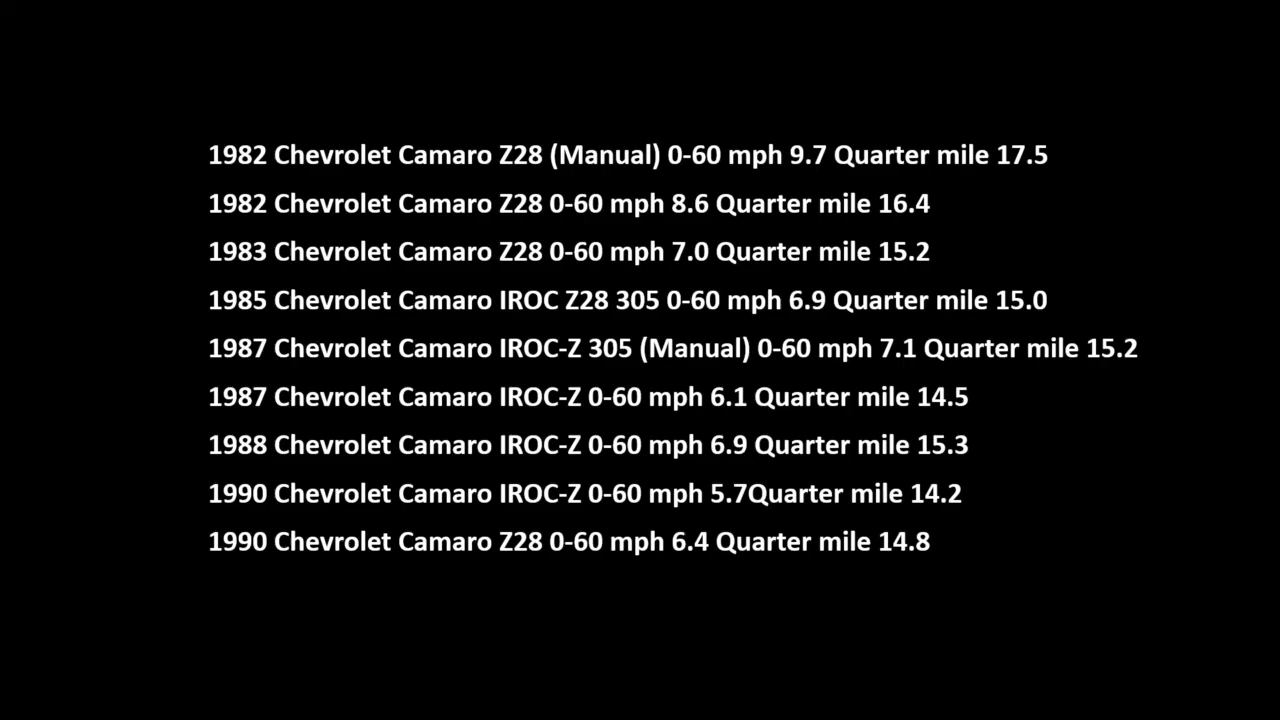 1982 Chevrolet Camaro Z28 (Manual) 0-60 mph 9.7 Quarter mile 17.5
1982 Chevrolet Camaro Z28 0-60 mph 8.6 Quarter mile 16.4
1983 Chevrolet Camaro Z28 0-60 mph 7.0 Quarter mile 15.2
1985 Chevrolet Camaro IROC Z28 305 0-60 mph 6.9 Quarter mile 15.0
1987 Chevrolet Camaro IROC-Z 305 (Manual) 0-60 mph 7.1 Quarter mile 15.2
1987 Chevrolet Camaro IROC-Z 0-60 mph 6.1 Quarter mile 14.5
1988 Chevrolet Camaro IROC-Z 0-60 mph 6.9 Quarter mile 15.3
1990 Chevrolet Camaro IROC-Z 0-60 mph 5.7Quarter mile 14.2
1990 Chevrolet Camaro Z28 0-60 mph 6.4 Quarter mile 14.8